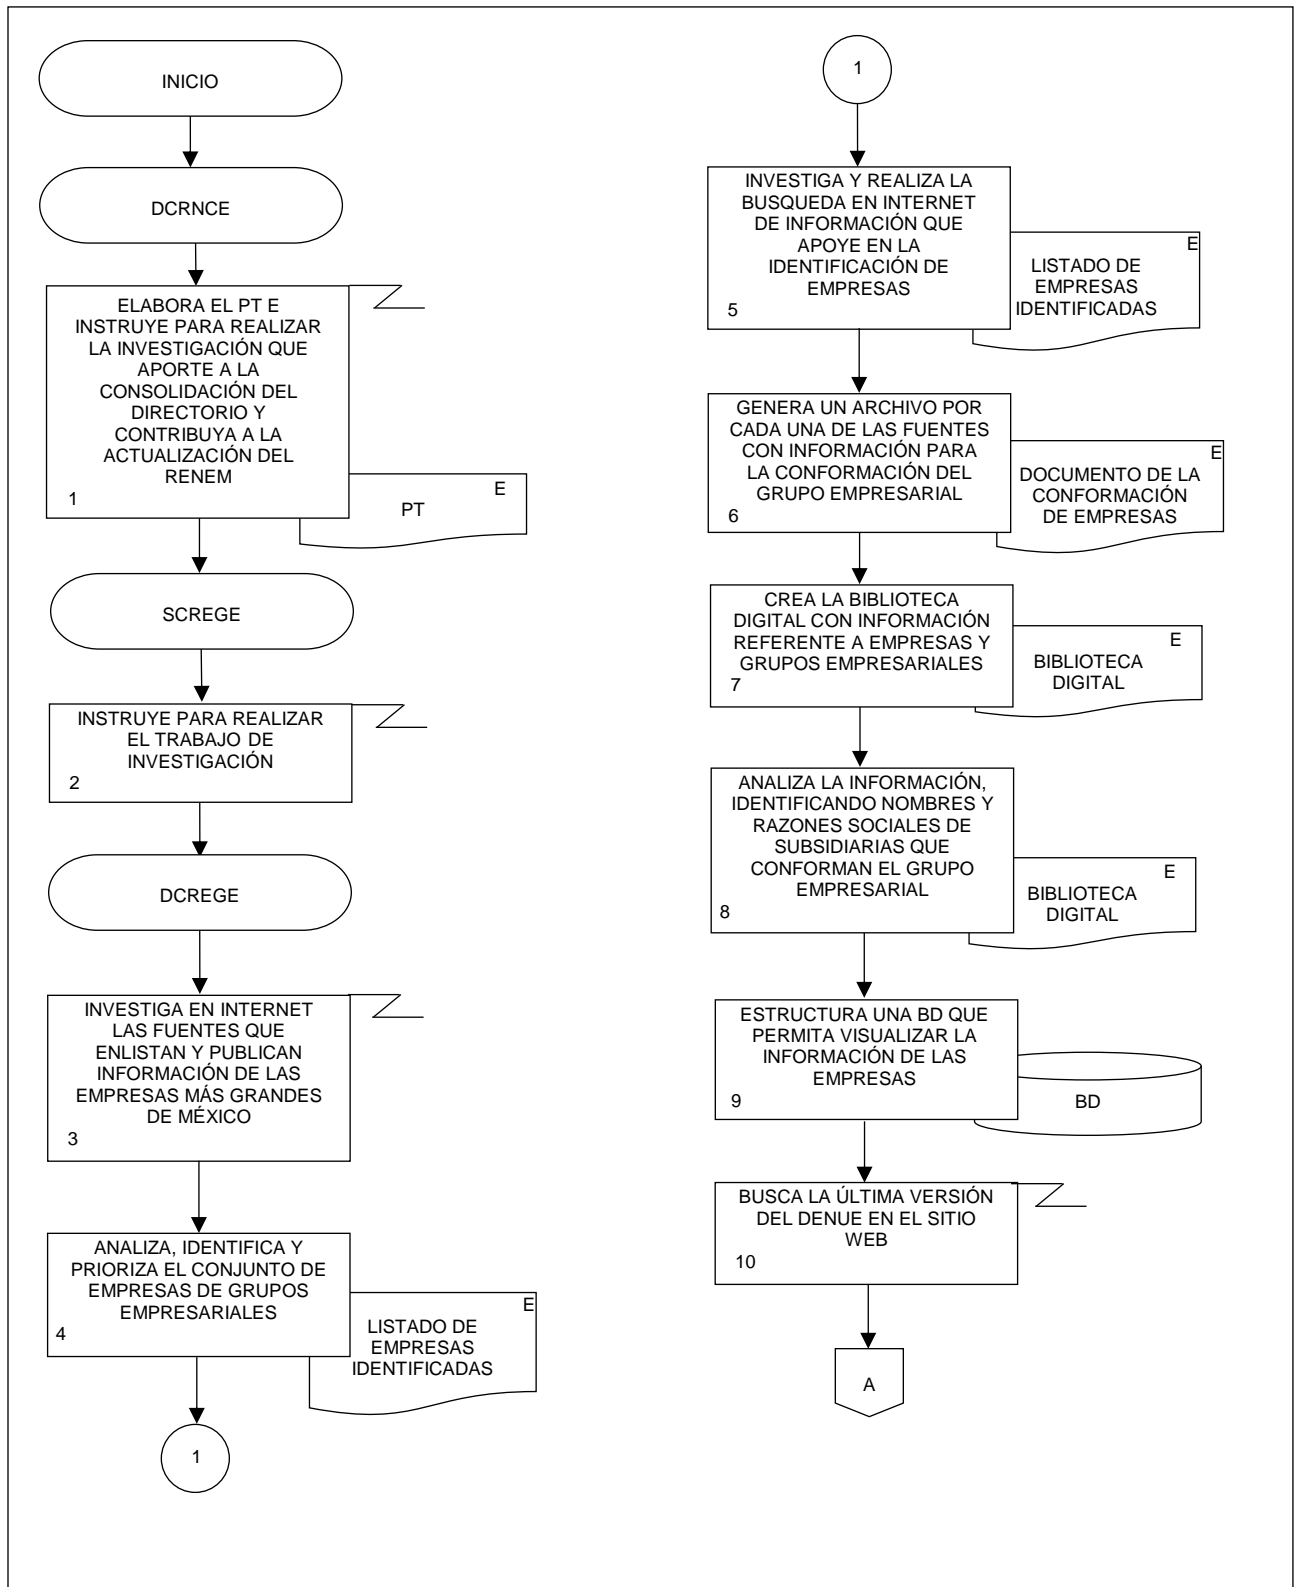 INICIO
DCRNCE
ELABORA EL PT E
INSTRUYE PARA REALIZAR
LA INVESTIGACIÓN QUE
APORTE A LA
CONSOLIDACIÓN DEL
DIRECTORIO Y
CONTRIBUYA A LA
ACTUALIZACIÓN DEL
RENEM
1
E
PT
SCREGE
INSTRUYE PARA REALIZAR
EL TRABAJO DE
INVESTIGACIÓN
2
DCREGE
INVESTIGA EN INTERNET
LAS FUENTES QUE
ENLISTAN Y PUBLICAN
INFORMACIÓN DE LAS
EMPRESAS MÁS GRANDES
DE MÉXICO
3
ANALIZA, IDENTIFICA Y
PRIORIZA EL CONJUNTO DE
EMPRESAS DE GRUPOS
EMPRESARIALES
4
E
LISTADO DE
EMPRESAS
IDENTIFICADAS
1
1
INVESTIGA Y REALIZA LA
BUSQUEDA EN INTERNET
DE INFORMACIÓN QUE
APOYE EN LA
IDENTIFICACIÓN DE
EMPRESAS
5
E
LISTADO DE
EMPRESAS
IDENTIFICADAS
GENERA UN ARCHIVO POR
CADA UNA DE LAS FUENTES
CON INFORMACIÓN PARA
LA CONFORMACIÓN DEL
GRUPO EMPRESARIAL
6
E
DOCUMENTO DE LA
CONFORMACIÓN
DE EMPRESAS
CREA LA BIBLIOTECA
DIGITAL CON INFORMACIÓN
REFERENTE A EMPRESAS Y
GRUPOS EMPRESARIALES
7
E
BIBLIOTECA
DIGITAL
ANALIZA LA INFORMACIÓN,
IDENTIFICANDO NOMBRES Y
RAZONES SOCIALES DE
SUBSIDIARIAS QUE
CONFORMAN EL GRUPO
EMPRESARIAL
8
E
BIBLIOTECA
DIGITAL
ESTRUCTURA UNA BD QUE
PERMITA VISUALIZAR LA
INFORMACIÓN DE LAS
EMPRESAS
9
BD
BUSCA LA ÚLTIMA VERSIÓN
DEL DENUE EN EL SITIO
WEB
10
A